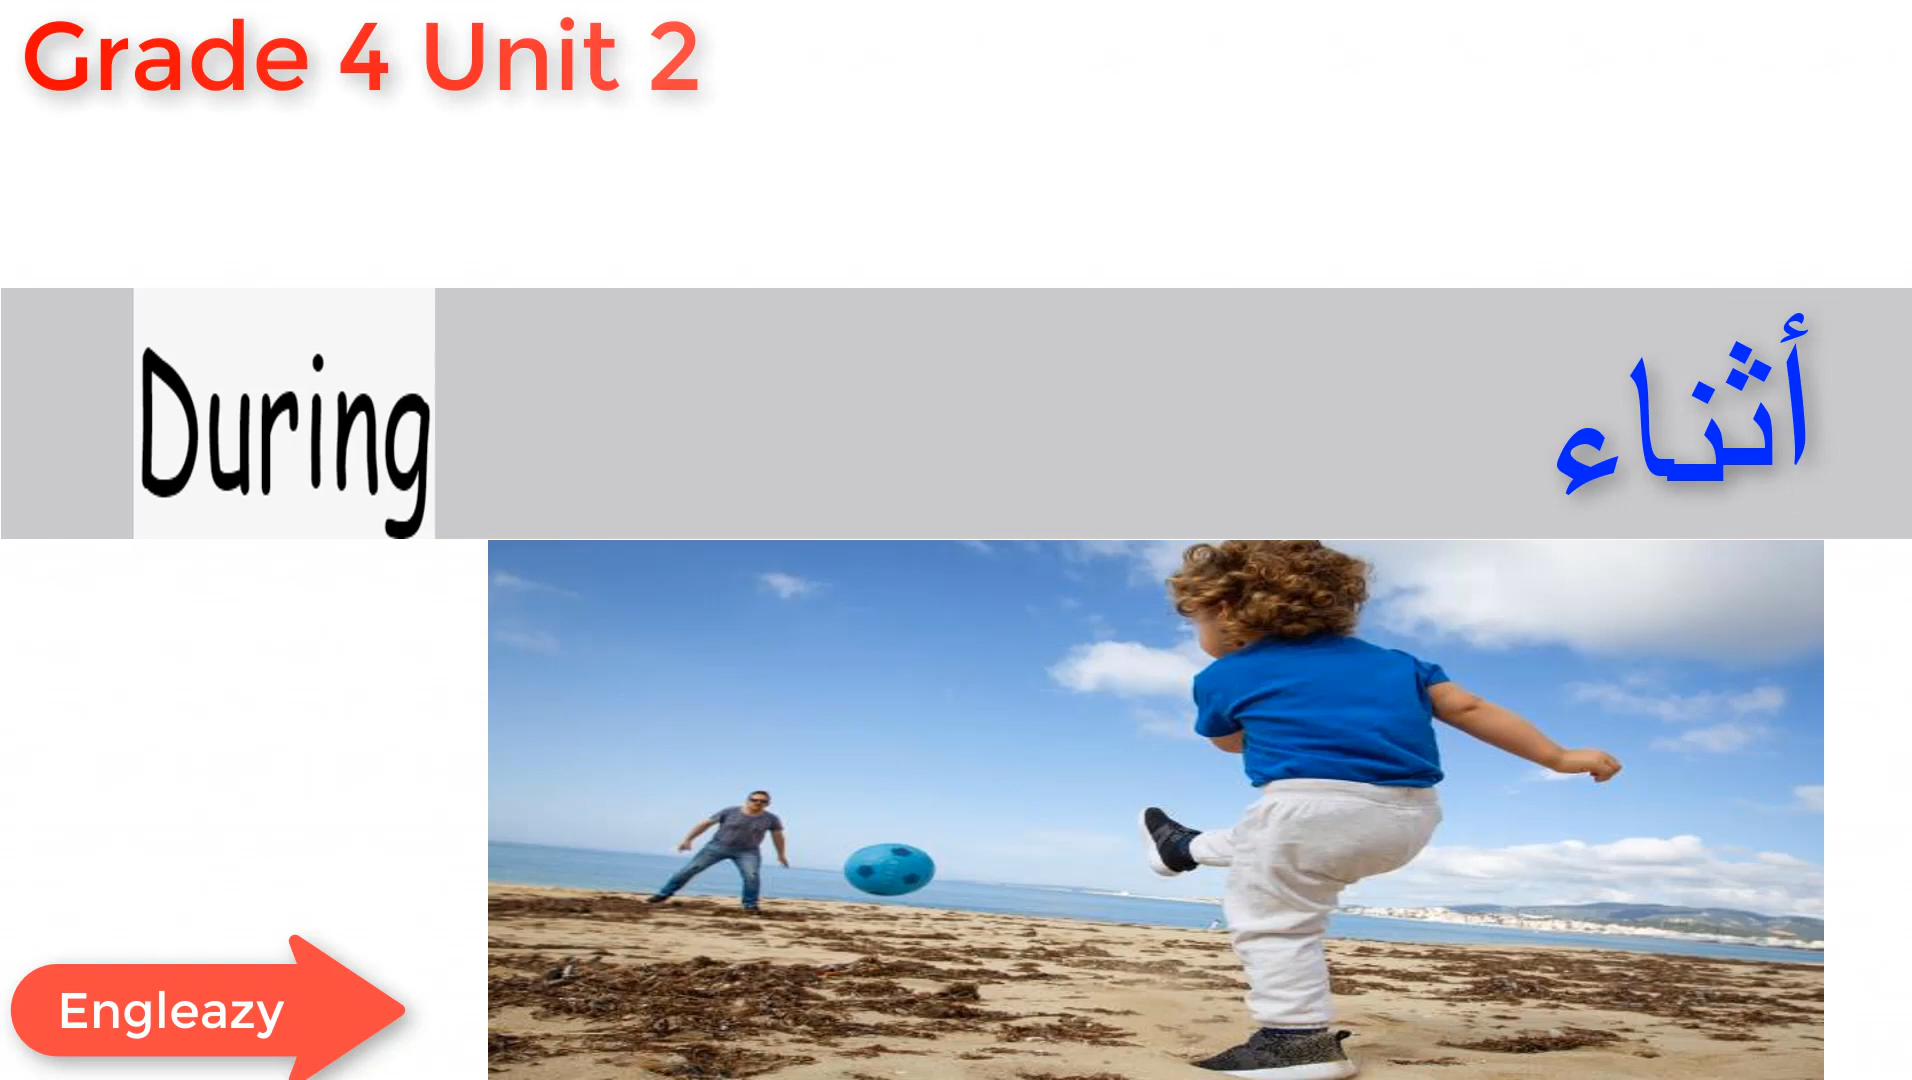 Grade 4 Unit 2
During
أثناء
Engleazy